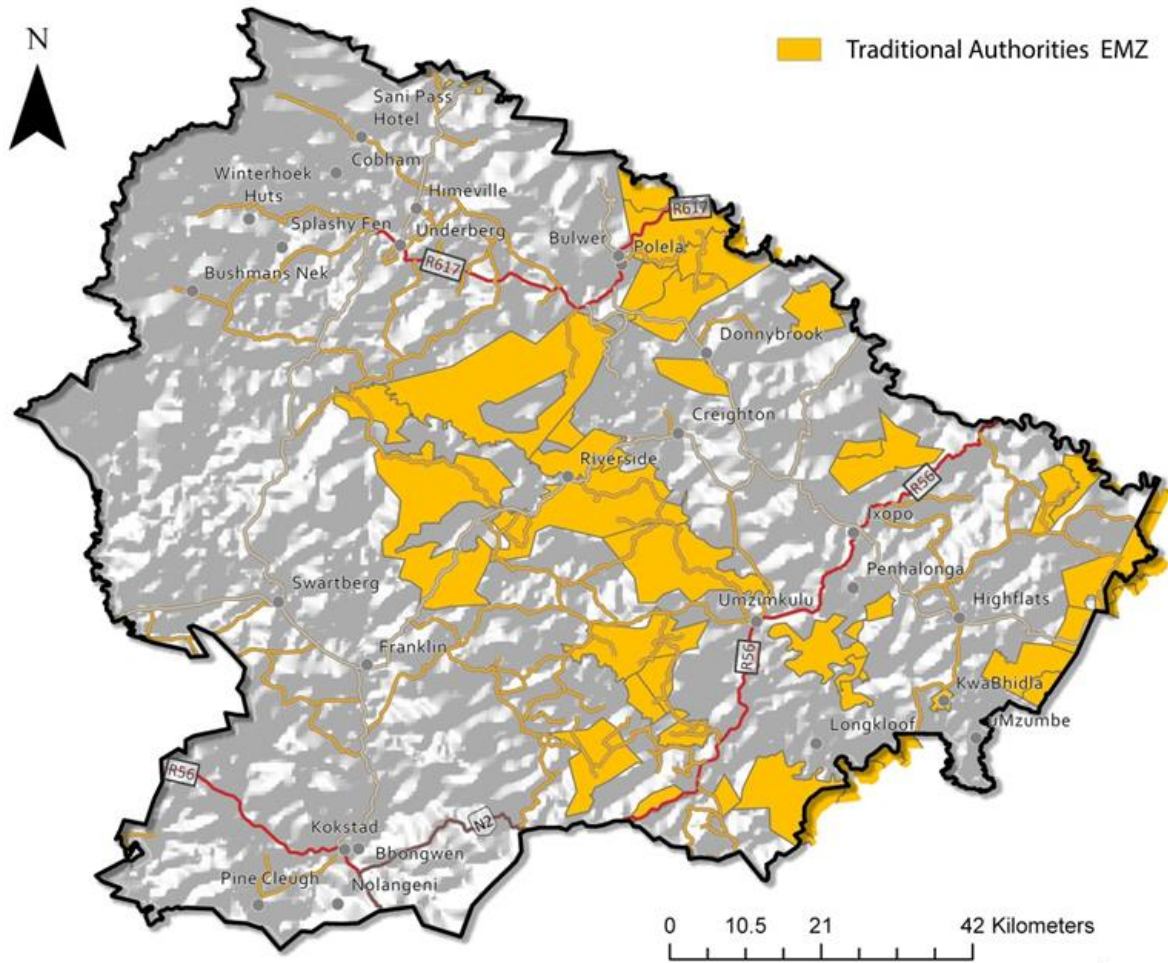 N
Traditional Authorities EMZ
Sani Pass
Hotel
Cobham
Winterhoek
Huts
Himeville
Splashy Fen
Underberg
R617
Bulwer
Polela
R617
Bushmans Nek
Donnybrook
Creighton
Riverside
R56
Ixopo
Penhalonga
Swartberg
Umzimkulu
Highflats
Franklin
R56
KwaBhidla
uMzumbe
Longkloof
R56
Kokstad
N2
Bhongwen
Pine Cleugh
Nolangeni
0 10.5 21 42 Kilometers